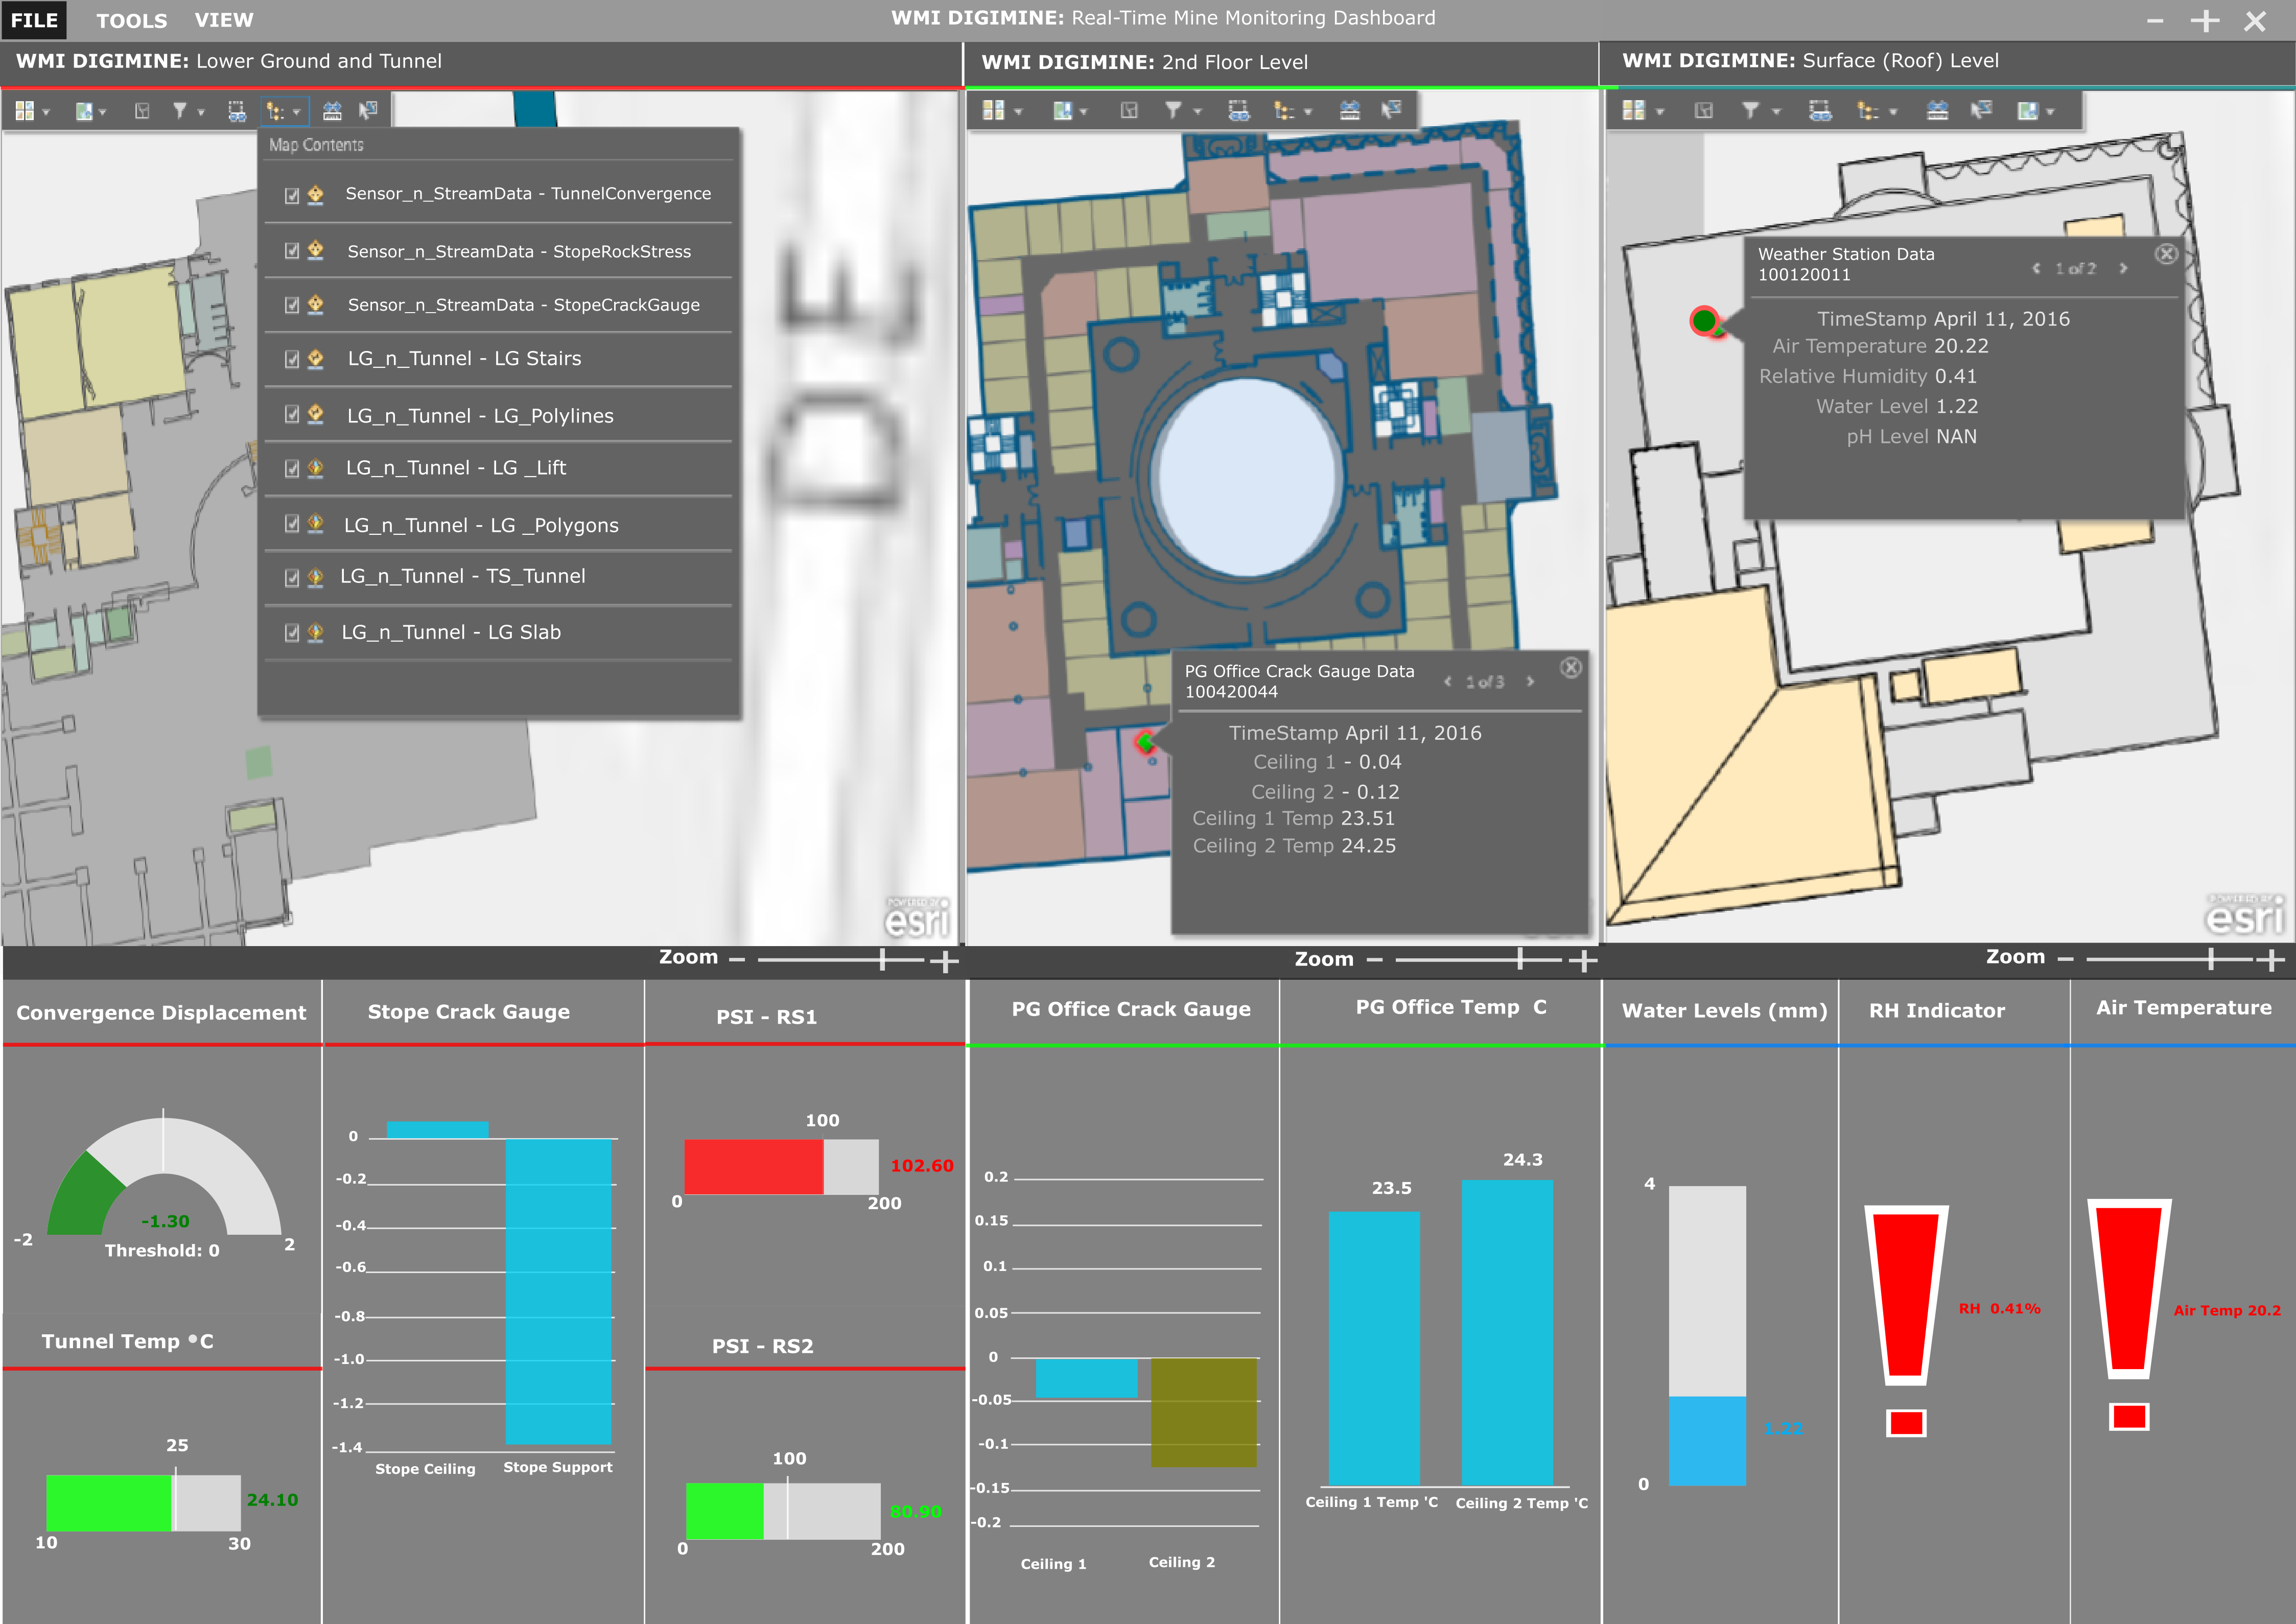 FILE TOOLS VIEW
WMI DIGIMINE: Real-Time Mine Monitoring Dashboard
WMI DIGIMINE: Lower Ground and Tunnel
WMI DIGIMINE: 2nd Floor Level
WMI DIGIMINE: Surface (Roof) Level
Map Contents
Sensor_n_StreamData - TunnelConvergence
Sensor_n_StreamData - StopeRockStress
Sensor_n_StreamData - StopeCrackGauge
LG_n_Tunnel - LG Stairs
LG_n_Tunnel - LG_Polylines
LG_n_Tunnel - LG _Lift
LG_n_Tunnel - LG _Polygons
LG_n_Tunnel - TS_Tunnel
LG_n_Tunnel - LG Slab
DIE
POWERED BY
esri
PG Office Crack Gauge Data
100420044
< 1 of 3 >
TimeStamp April 11, 2016
Ceiling 1 - 0.04
Ceiling 2 - 0.12
Ceiling 1 Temp 23.51
Ceiling 2 Temp 24.25
Weather Station Data
100120011
< 1 of 2 >
TimeStamp April 11, 2016
Air Temperature 20.22
Relative Humidity 0.41
Water Level 1.22
pH Level NAN
POWERED BY
esri
Zoom
Zoom
Zoom
Convergence Displacement
-1.30
-2
Threshold: 0
2
Tunnel Temp °C
25
24.10
10
30
Stope Crack Gauge
0
-0.2
-0.4
-0.6
-0.8
-1.0
-1.2
-1.4
Stope Ceiling
Stope Support
PSI - RS1
100
102.60
0
200
PSI - RS2
100
80.90
0
200
PG Office Crack Gauge
0.2
0.15
0.1
0.05
0
-0.05
-0.1
-0.15
-0.2
Ceiling 1
Ceiling 2
PG Office Temp C
23.5
24.3
Ceiling 1 Temp 'C
Ceiling 2 Temp 'C
Water Levels (mm)
4
1.22
0
RH Indicator
RH 0.41%
Air Temperature
Air Temp 20.2